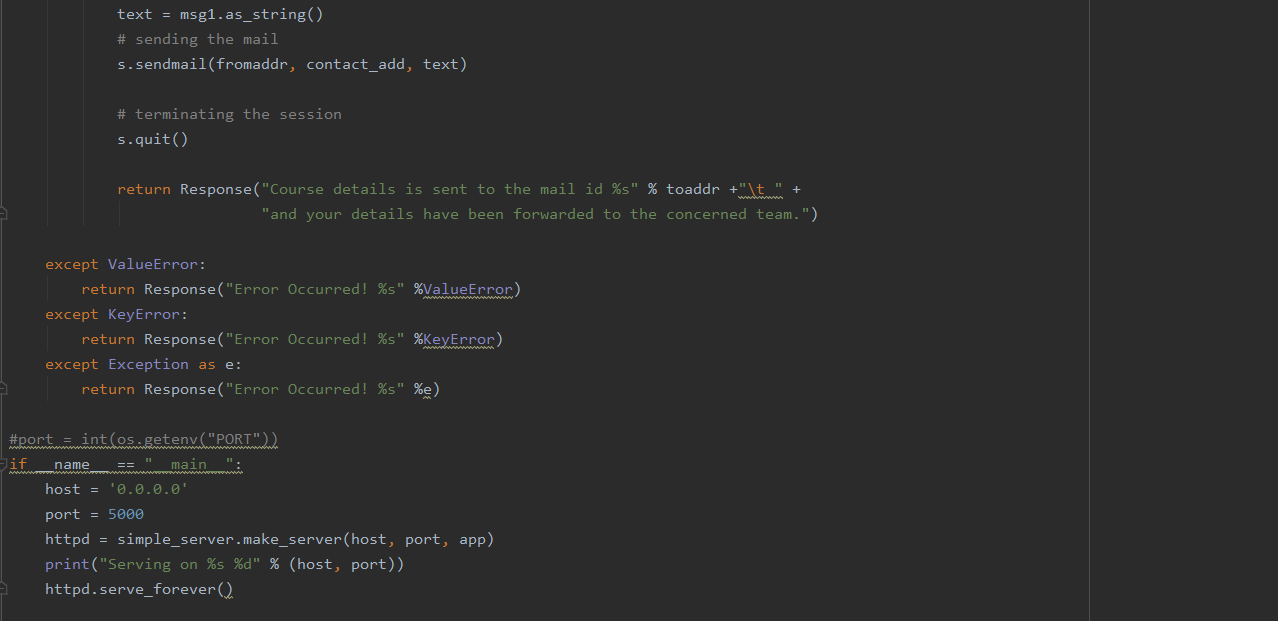 text = msg1.as_string()
# sending the mail
s.sendmail(fromaddr, contact_add, text)
# terminating the session
s.quit()
return Response("Course details is sent to the mail id %s" % toaddr +"\t " +
"and your details have been forwarded to the concerned team.")
except ValueError:
return Response("Error Occurred! %s" %ValueError)
except KeyError:
return Response("Error Occurred! %s" %KeyError)
except Exception as e:
return Response("Error Occurred! %s" %e)
#port = int(os.getenv("PORT"))
if __name__ == "__main__":
host = '0.0.0.0'
port = 5000
httpd = simple_server.make_server(host, port, app)
print("Serving on %s %d" % (host, port))
httpd.serve_forever()